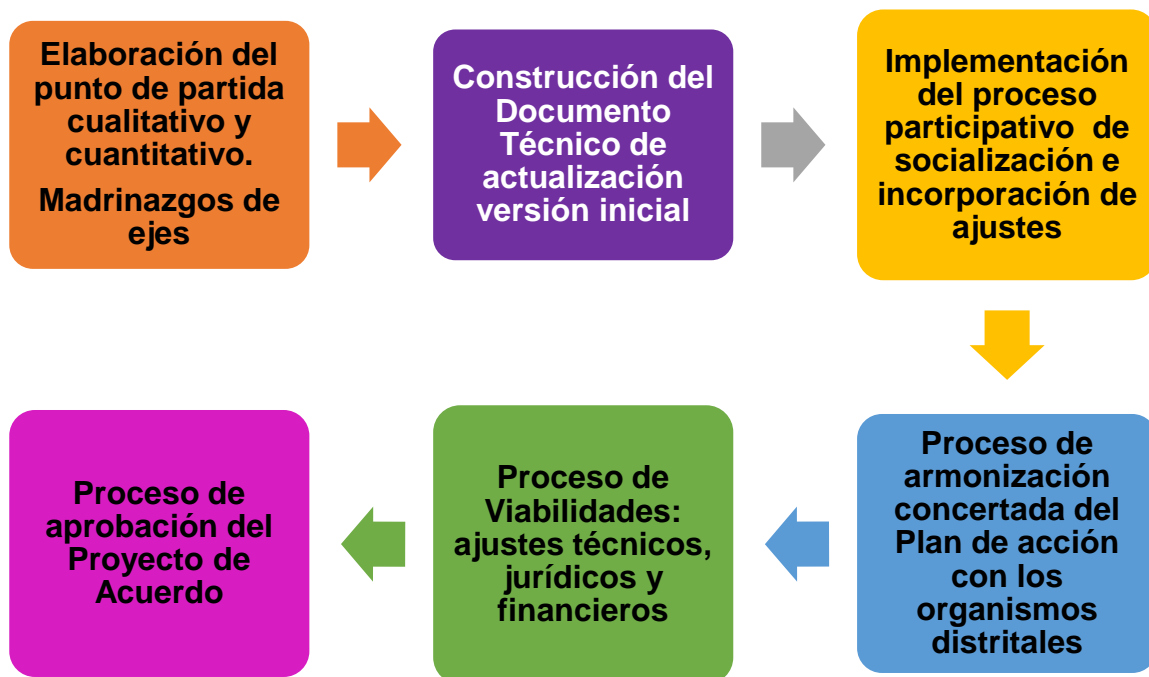 Elaboración del
punto de partida
cualitativo y
cuantitativo.
Madrinazgos de
ejes
Construcción del
Documento
Técnico de
actualización
versión inicial
Implementación
del proceso
participativo de
socialización e
incorporación de
ajustes
Proceso de
armonización
concertada del
Plan de acción
con los
organismos
distritales
Proceso de
Viabilidades:
ajustes técnicos,
jurídicos y
financieros
Proceso de
aprobación del
Proyecto de
Acuerdo